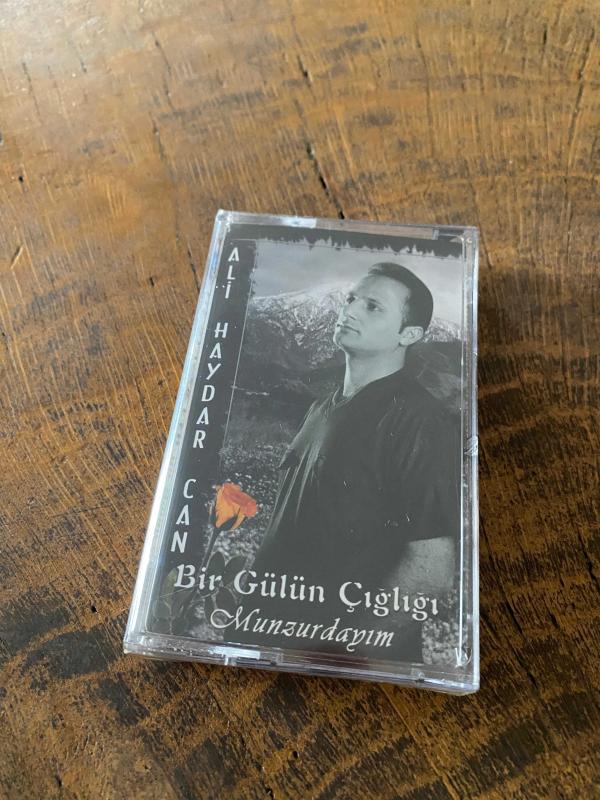 ALİ HAYDAR CAN
Bir Gülün Çığlığı
Munzurdayım